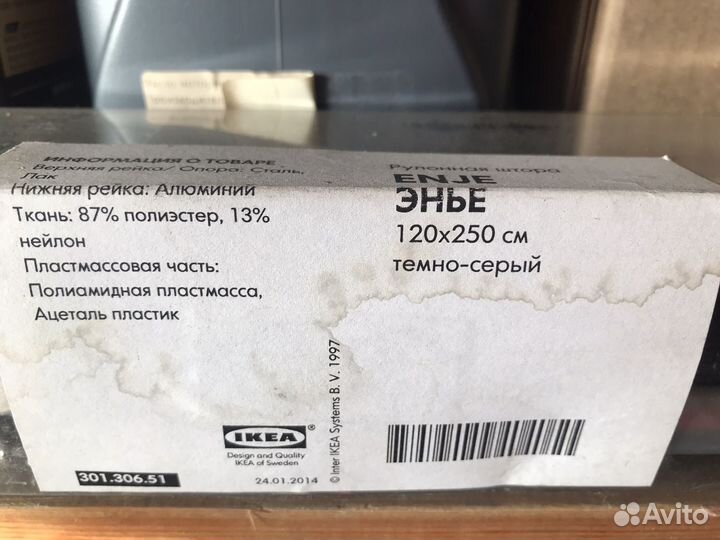 ИНФОРМАЦИЯ О ТОВАРЕ
Верхняя рейка/ Опора: Сталь,
Лак
Нижняя рейка: Алюминий
Ткань: 87% полиэстер, 13%
нейлон
Пластмассовая часть:
Полиамидная пластмасса,
Ацеталь пластик
Рулонная штора
ENJE
ЭНЬЕ
120x250 см
темно-серый
© Inter IKEA Systems B. V. 1997
IKEA®
Design and Quality
IKEA of Sweden
301.306.51
24.01.2014
Avito